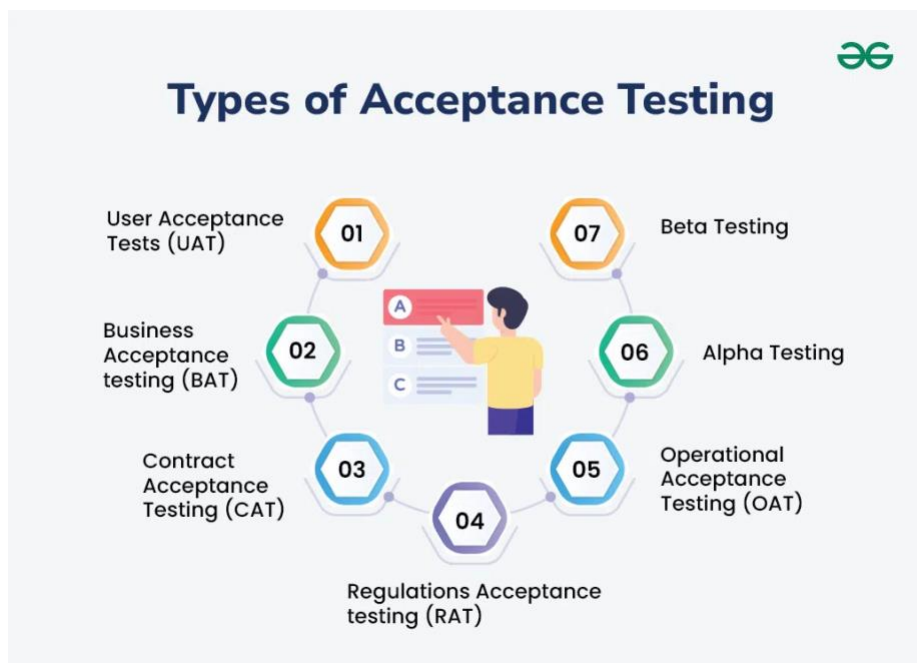 Types of Acceptance Testing
01
User Acceptance
Tests (UAT)
02
Business
Acceptance
testing (BAT)
03
Contract
Acceptance
Testing (CAT)
04
Regulations Acceptance
testing (RAT)
05
Operational
Acceptance
Testing (OAT)
06
Alpha Testing
07
Beta Testing
A
B
C